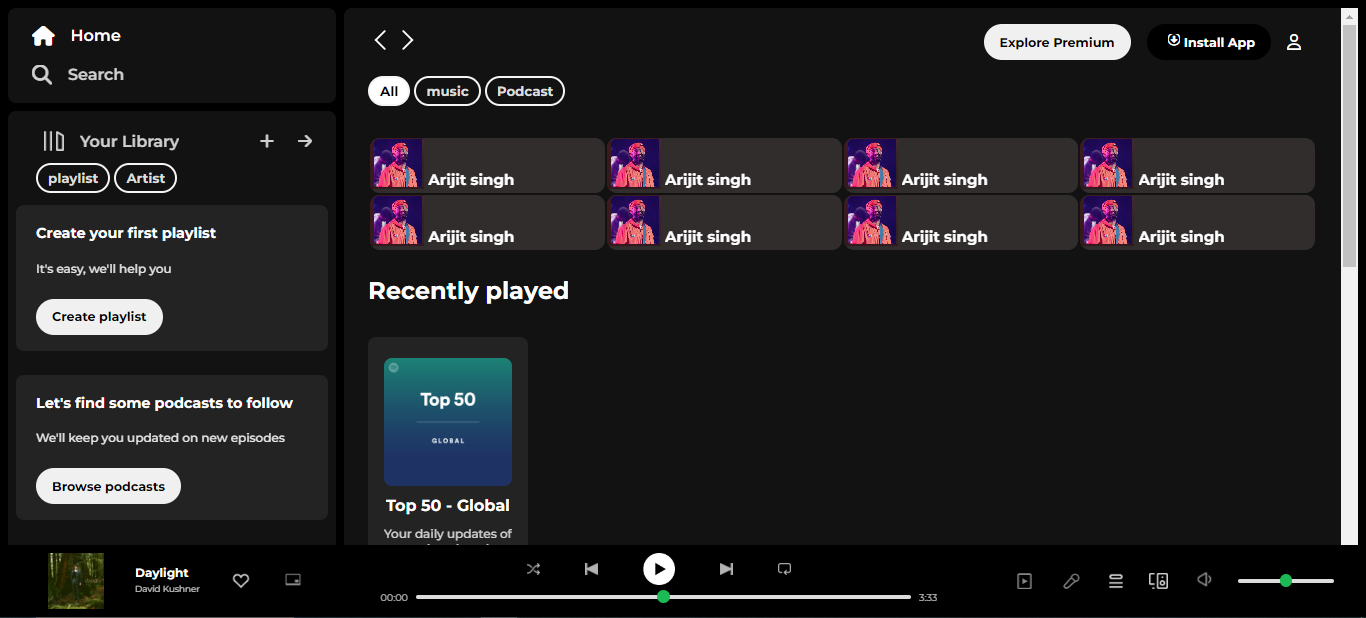 Home
Search
Your Library
playlist Artist
Create your first playlist
It's easy, we'll help you
Create playlist
Let's find some podcasts to follow
We'll keep you updated on new episodes
Browse podcasts
Explore Premium Install App
All music Podcast
Arijit singh Arijit singh Arijit singh Arijit singh
Arijit singh Arijit singh Arijit singh Arijit singh
Recently played
Top 50
GLOBAL
Top 50 - Global
Your daily updates of
Daylight
David Kushner
00:00 3:33